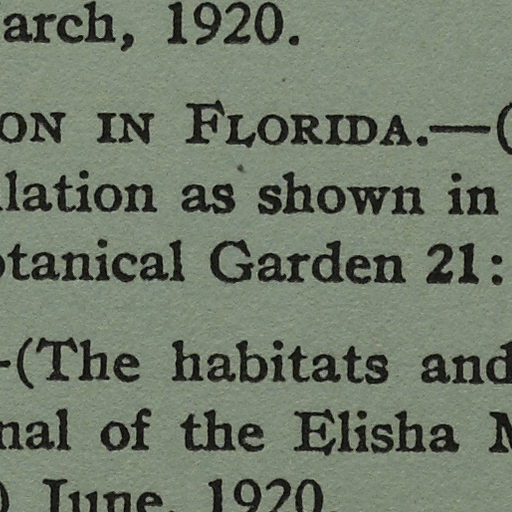 arch, 1920.
ON IN FLORIDA.—(
lation as shown in
otanical Garden 21:
-(The habitats and
nal of the Elisha M
) June, 1920.